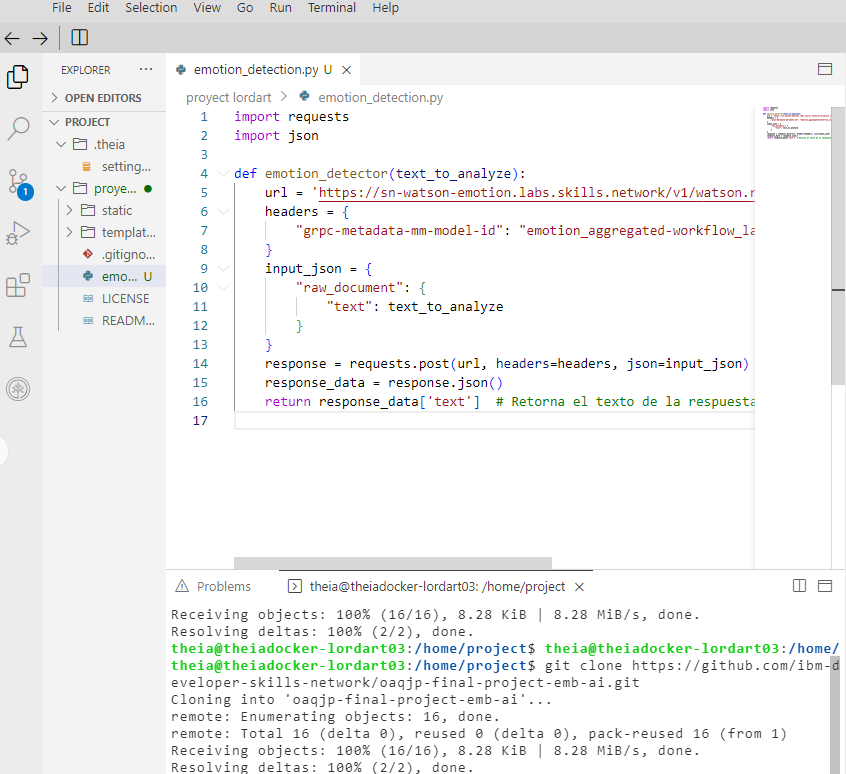 File Edit Selection View Go Run Terminal Help
EXPLORER ...
emotion_detection.py U ×
OPEN EDITORS
PROJECT
.theia
setting...
proye...
static
templat...
.gitigno...
emo... U
LICENSE
READM...
1
proyect lordart > emotion_detection.py
1 import requests
2 import json
3
4 def emotion_detector(text_to_analyze):
5 url = 'https://sn-watson-emotion.labs.skills.network/v1/watson.r
6 headers = {
7 "grpc-metadata-mm-model-id": "emotion_aggregated-workflow_la
8 }
9 input_json = {
10 "raw_document": {
11 "text": text_to_analyze
12 }
13 }
14 response = requests.post(url, headers=headers, json=input_json)
15 response_data = response.json()
16 return response_data['text'] # Retorna el texto de la respuesta
17
Problems
theia@theiadocker-lordart03: /home/project ×
Receiving objects: 100% (16/16), 8.28 KiB | 8.28 MiB/s, done.
Resolving deltas: 100% (2/2), done.
theia@theiadocker-lordart03:/home/project$ theia@theiadocker-lordart03:/home/
theia@theiadocker-lordart03:/home/project$ git clone https://github.com/ibm-d
eveloper-skills-network/oaqjp-final-project-emb-ai.git
Cloning into 'oaqjp-final-project-emb-ai'...
remote: Enumerating objects: 16, done.
remote: Total 16 (delta 0), reused 0 (delta 0), pack-reused 16 (from 1)
Receiving objects: 100% (16/16), 8.28 KiB | 8.28 MiB/s, done.
Resolving deltas: 100% (2/2), done.